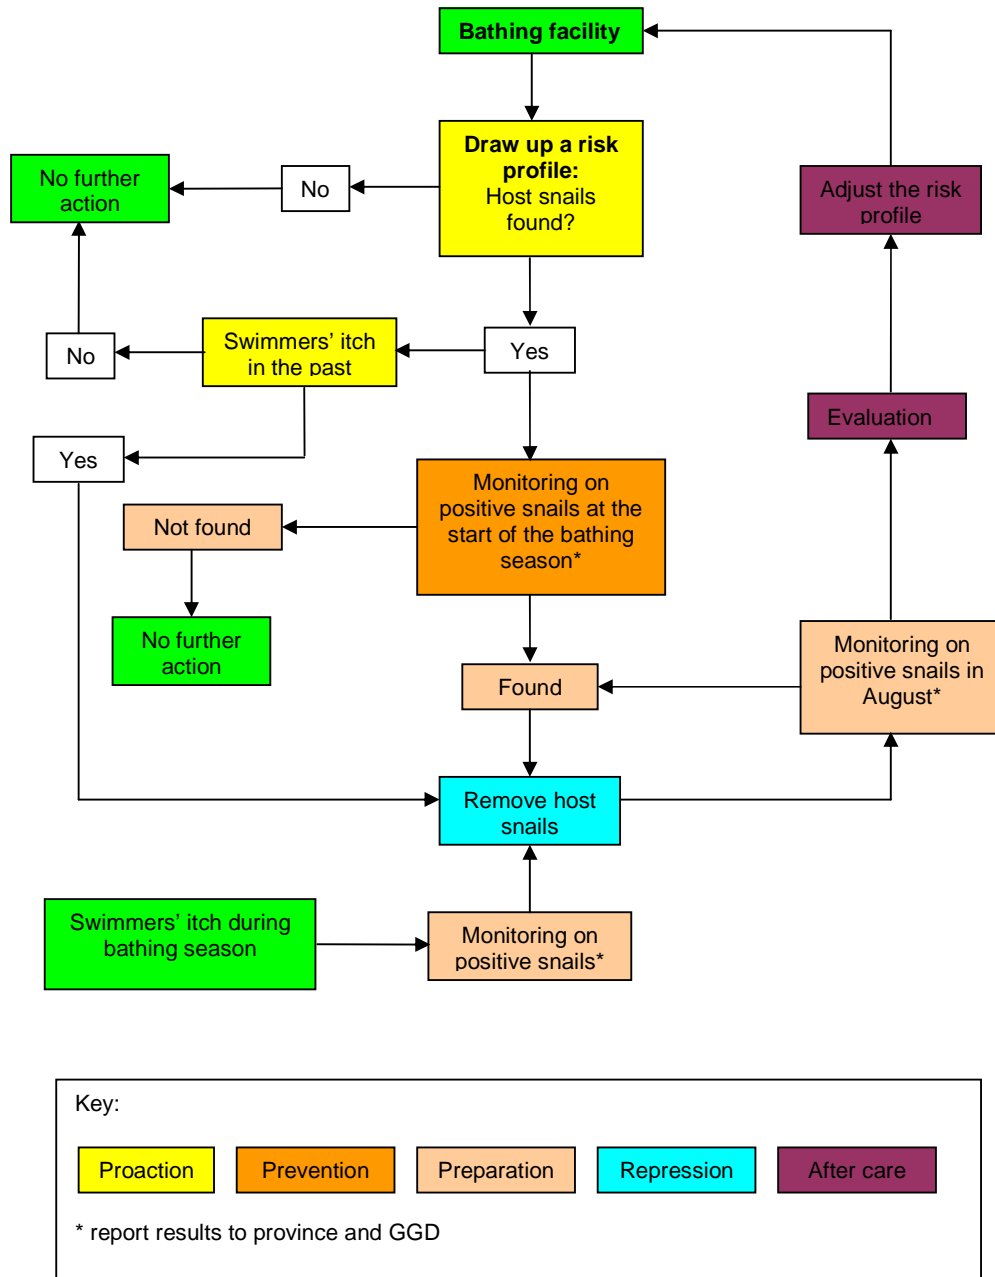 Bathing facility
Draw up a risk
profile:
Host snails
found?
No
No further
action
Adjust the risk
profile
Yes
Swimmers' itch
in the past
No
Evaluation
Yes
Monitoring on
positive snails at the
start of the bathing
season*
Not found
No further
action
Found
Monitoring on
positive snails in
August*
Remove host
snails
Swimmers' itch during
bathing season
Monitoring on
positive snails*
Key:
Proaction
Prevention
Preparation
Repression
After care
* report results to province and GGD